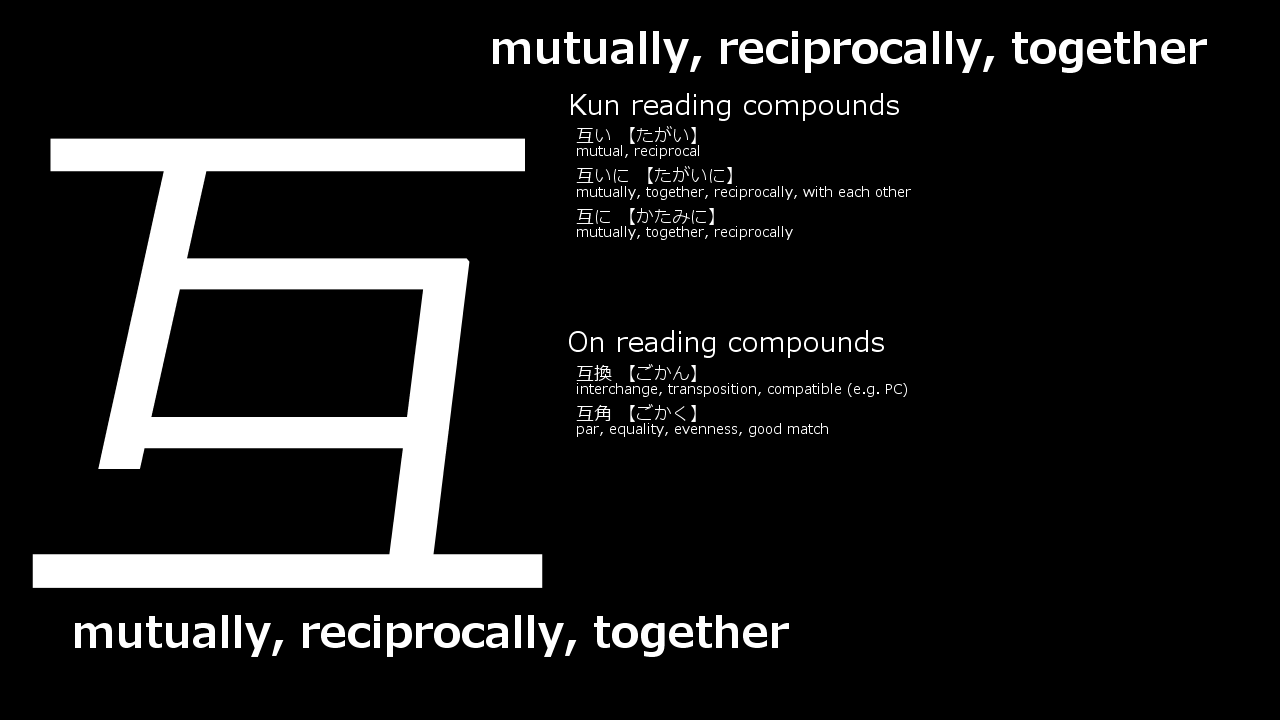 mutually, reciprocally, together
互
Kun reading compounds
互い 【たがい】
mutual, reciprocal
互いに 【たがいに】
mutually, together, reciprocally, with each other
互に 【かたみに】
mutually, together, reciprocally
On reading compounds
互換 【ごかん】
interchange, transposition, compatible (e.g. PC)
互角 【ごかく】
par, equality, evenness, good match
mutually, reciprocally, together